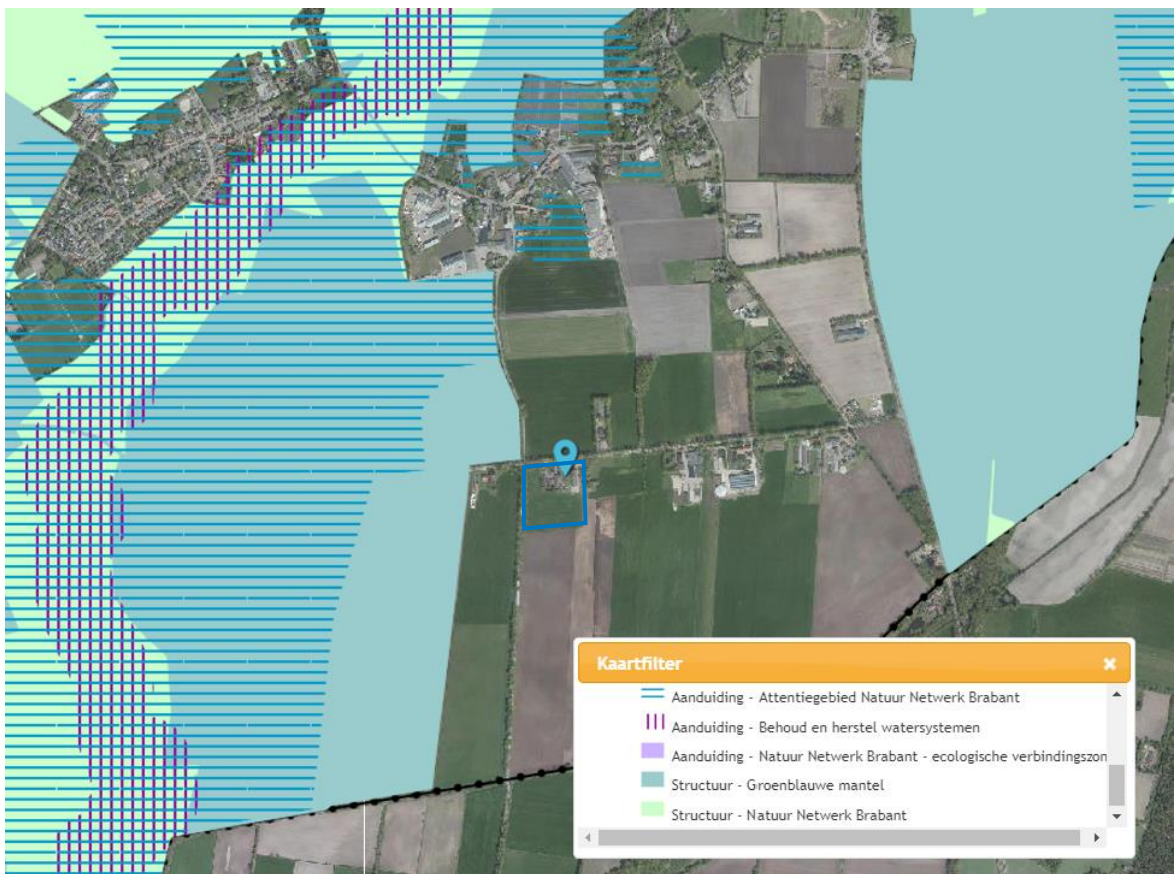 Kaartfilter
Aanduiding - Attentiegebied Natuur Netwerk Brabant
Aanduiding - Behoud en herstel watersystemen
Aanduiding - Natuur Netwerk Brabant - ecologische verbindingszon
Structuur - Groenblauwe mantel
Structuur - Natuur Netwerk Brabant